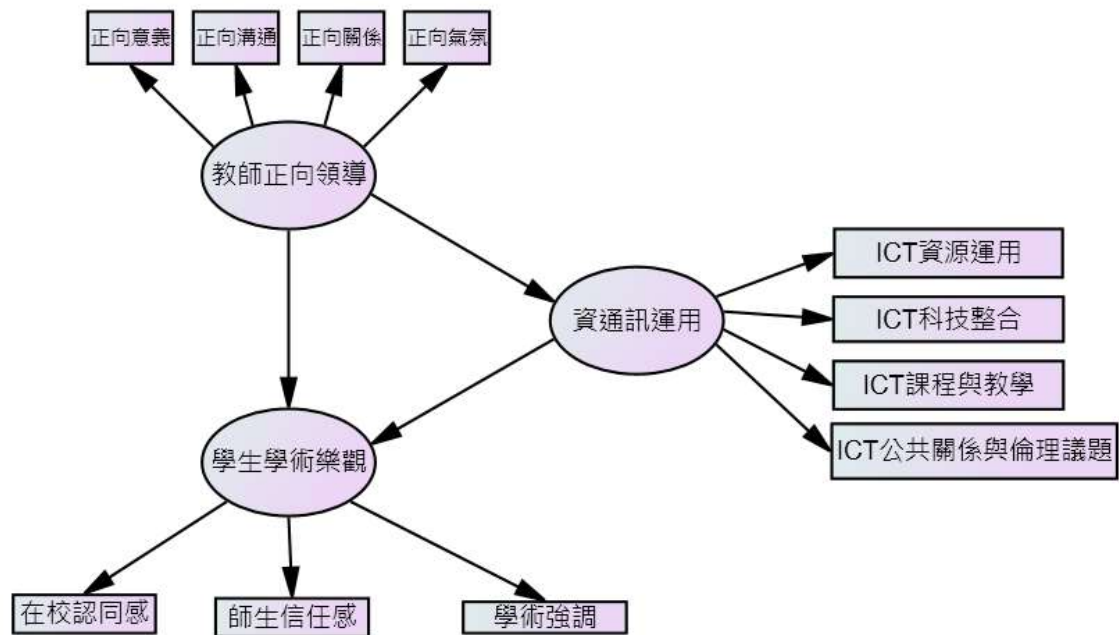 正向意義
正向溝通
正向關係
正向氣氛
教師正向領導
資通訊運用
ICT資源運用
ICT科技整合
ICT課程與教學
ICT公共關係與倫理議題
學生學術樂觀
在校認同感
師生信任感
學術強調